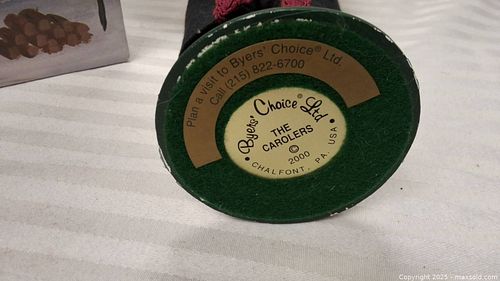 Plan a visit to Byers' Choice® Ltd.
Call (215) 822-6700
Byers' Choice® Ltd
THE
CAROLERS
©
2000
• CHALFONT, PA. USA •
Copyright © 2025 - maxsold.com